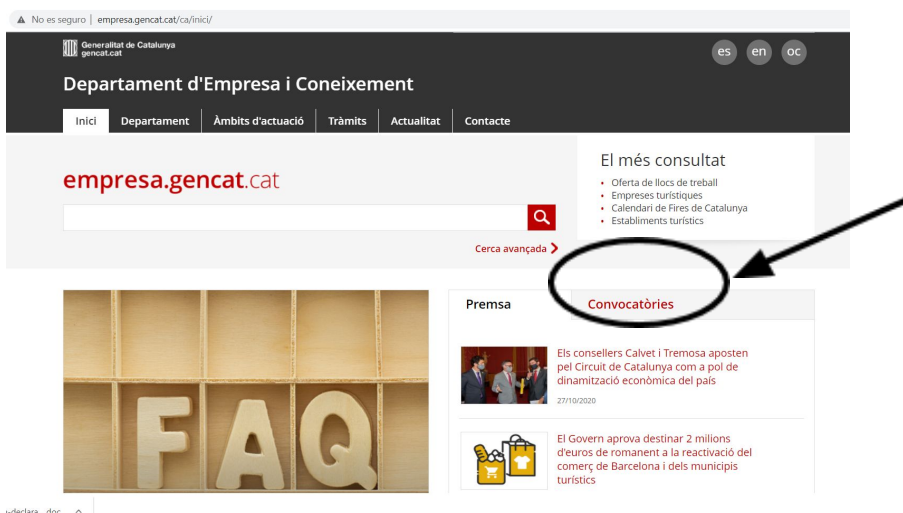 No es seguro | empresa.gencat.cat/ca/inici/
Generalitat de Catalunya
gencat.cat
es en oc
Departament d'Empresa i Coneixement
Inici Departament Àmbits d'actuació Tràmits Actualitat Contacte
empresa.gencat.cat
Cerca avançada
El més consultat
• Oferta de llocs de treball
• Empreses turístiques
• Calendari de Fires de Catalunya
• Establiments turístics
FAQ
Premsa Convocatòries
Els consellers Calvet i Tremosa aposten
pel Circuit de Catalunya com a pol de
dinamització econòmica del país
27/10/2020
El Govern aprova destinar 2 milions
d'euros de romanent a la reactivació del
comerç de Barcelona i dels municipis
turístics